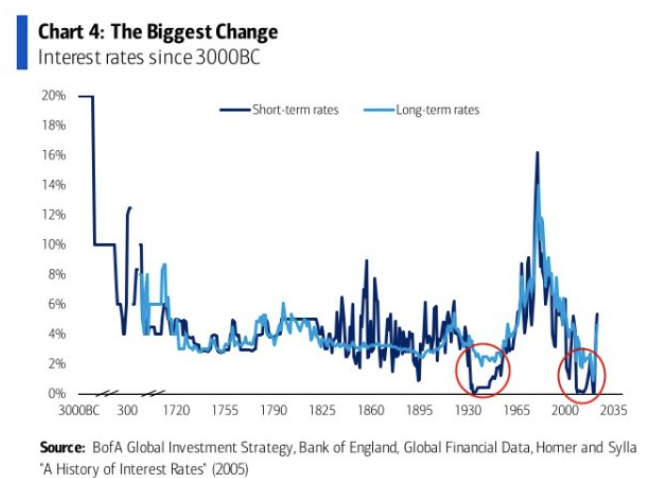 Chart 4: The Biggest Change
Interest rates since 3000BC
20%
18%
16%
14%
12%
10%
8%
6%
4%
2%
0%
Short-term rates
Long-term rates
3000BC 300 1720 1755 1790 1825 1860 1895 1930 1965 2000 2035
Source: BofA Global Investment Strategy, Bank of England, Global Financial Data, Homer and Sylla
"A History of Interest Rates" (2005)